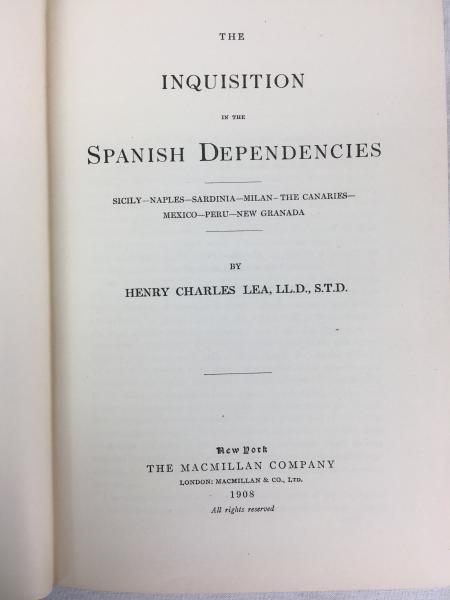 THE
INQUISITION
IN THE
SPANISH DEPENDENCIES
SICILY—NAPLES—SARDINIA—MILAN—THE CANARIES—
MEXICO—PERU—NEW GRANADA
BY
HENRY CHARLES LEA, LL.D., S.T.D.
New York
THE MACMILLAN COMPANY
LONDON: MACMILLAN & CO., LTD.
1908
All rights reserved